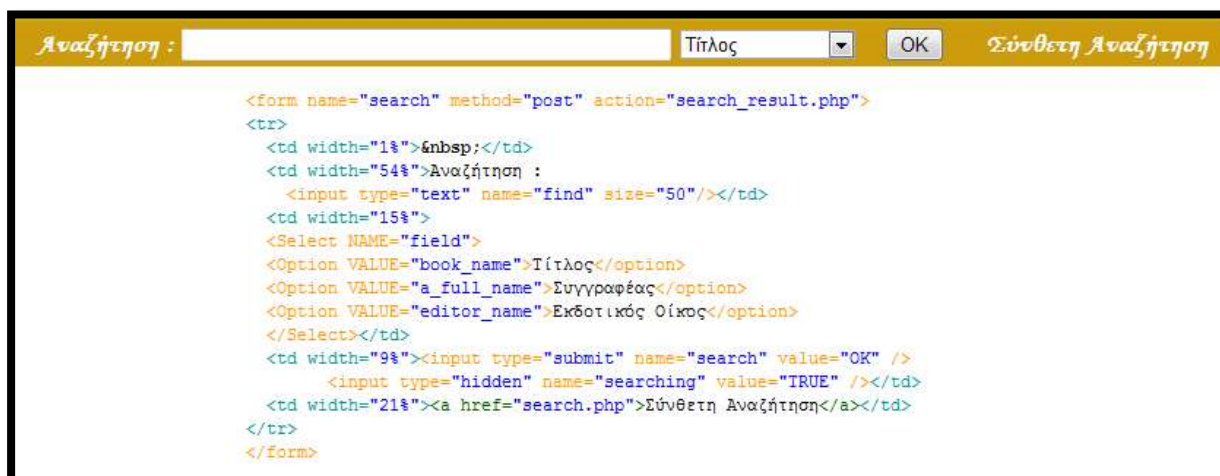 Αναζήτηση : Τίτλος OK Σύνθετη Αναζήτηση
<form name="search" method="post" action="search_result.php">
<tr>
<td width="1%">&nbsp;</td>
<td width="54%">Αναζήτηση :
<input type="text" name="find" size="50"/></td>
<td width="15%">
<Select NAME="field">
<Option VALUE="book_name">Τίτλος</option>
<Option VALUE="a_full_name">Συγγραφέας</option>
<Option VALUE="editor_name">Εκδοτικός Οίκος</option>
</Select></td>
<td width="9%"><input type="submit" name="search" value="OK" />
<input type="hidden" name="searching" value="TRUE" /></td>
<td width="21%"><a href="search.php">Σύνθετη Αναζήτηση</a></td>
</tr>
</form>